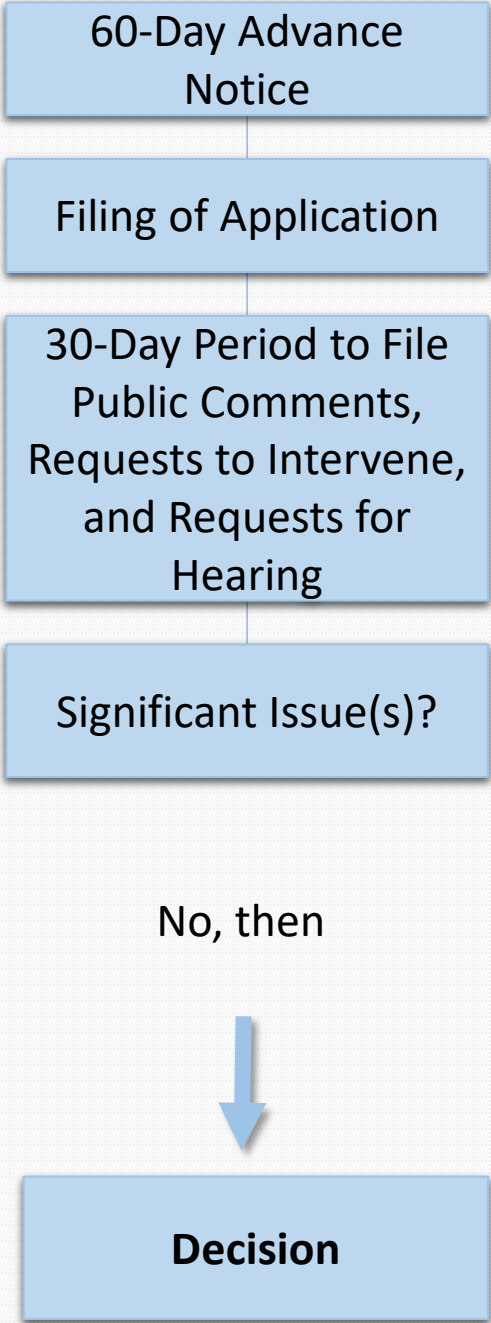 60-Day Advance
Notice
Filing of Application
30-Day Period to File
Public Comments,
Requests to Intervene,
and Requests for
Hearing
Significant Issue(s)?
No, then
Decision